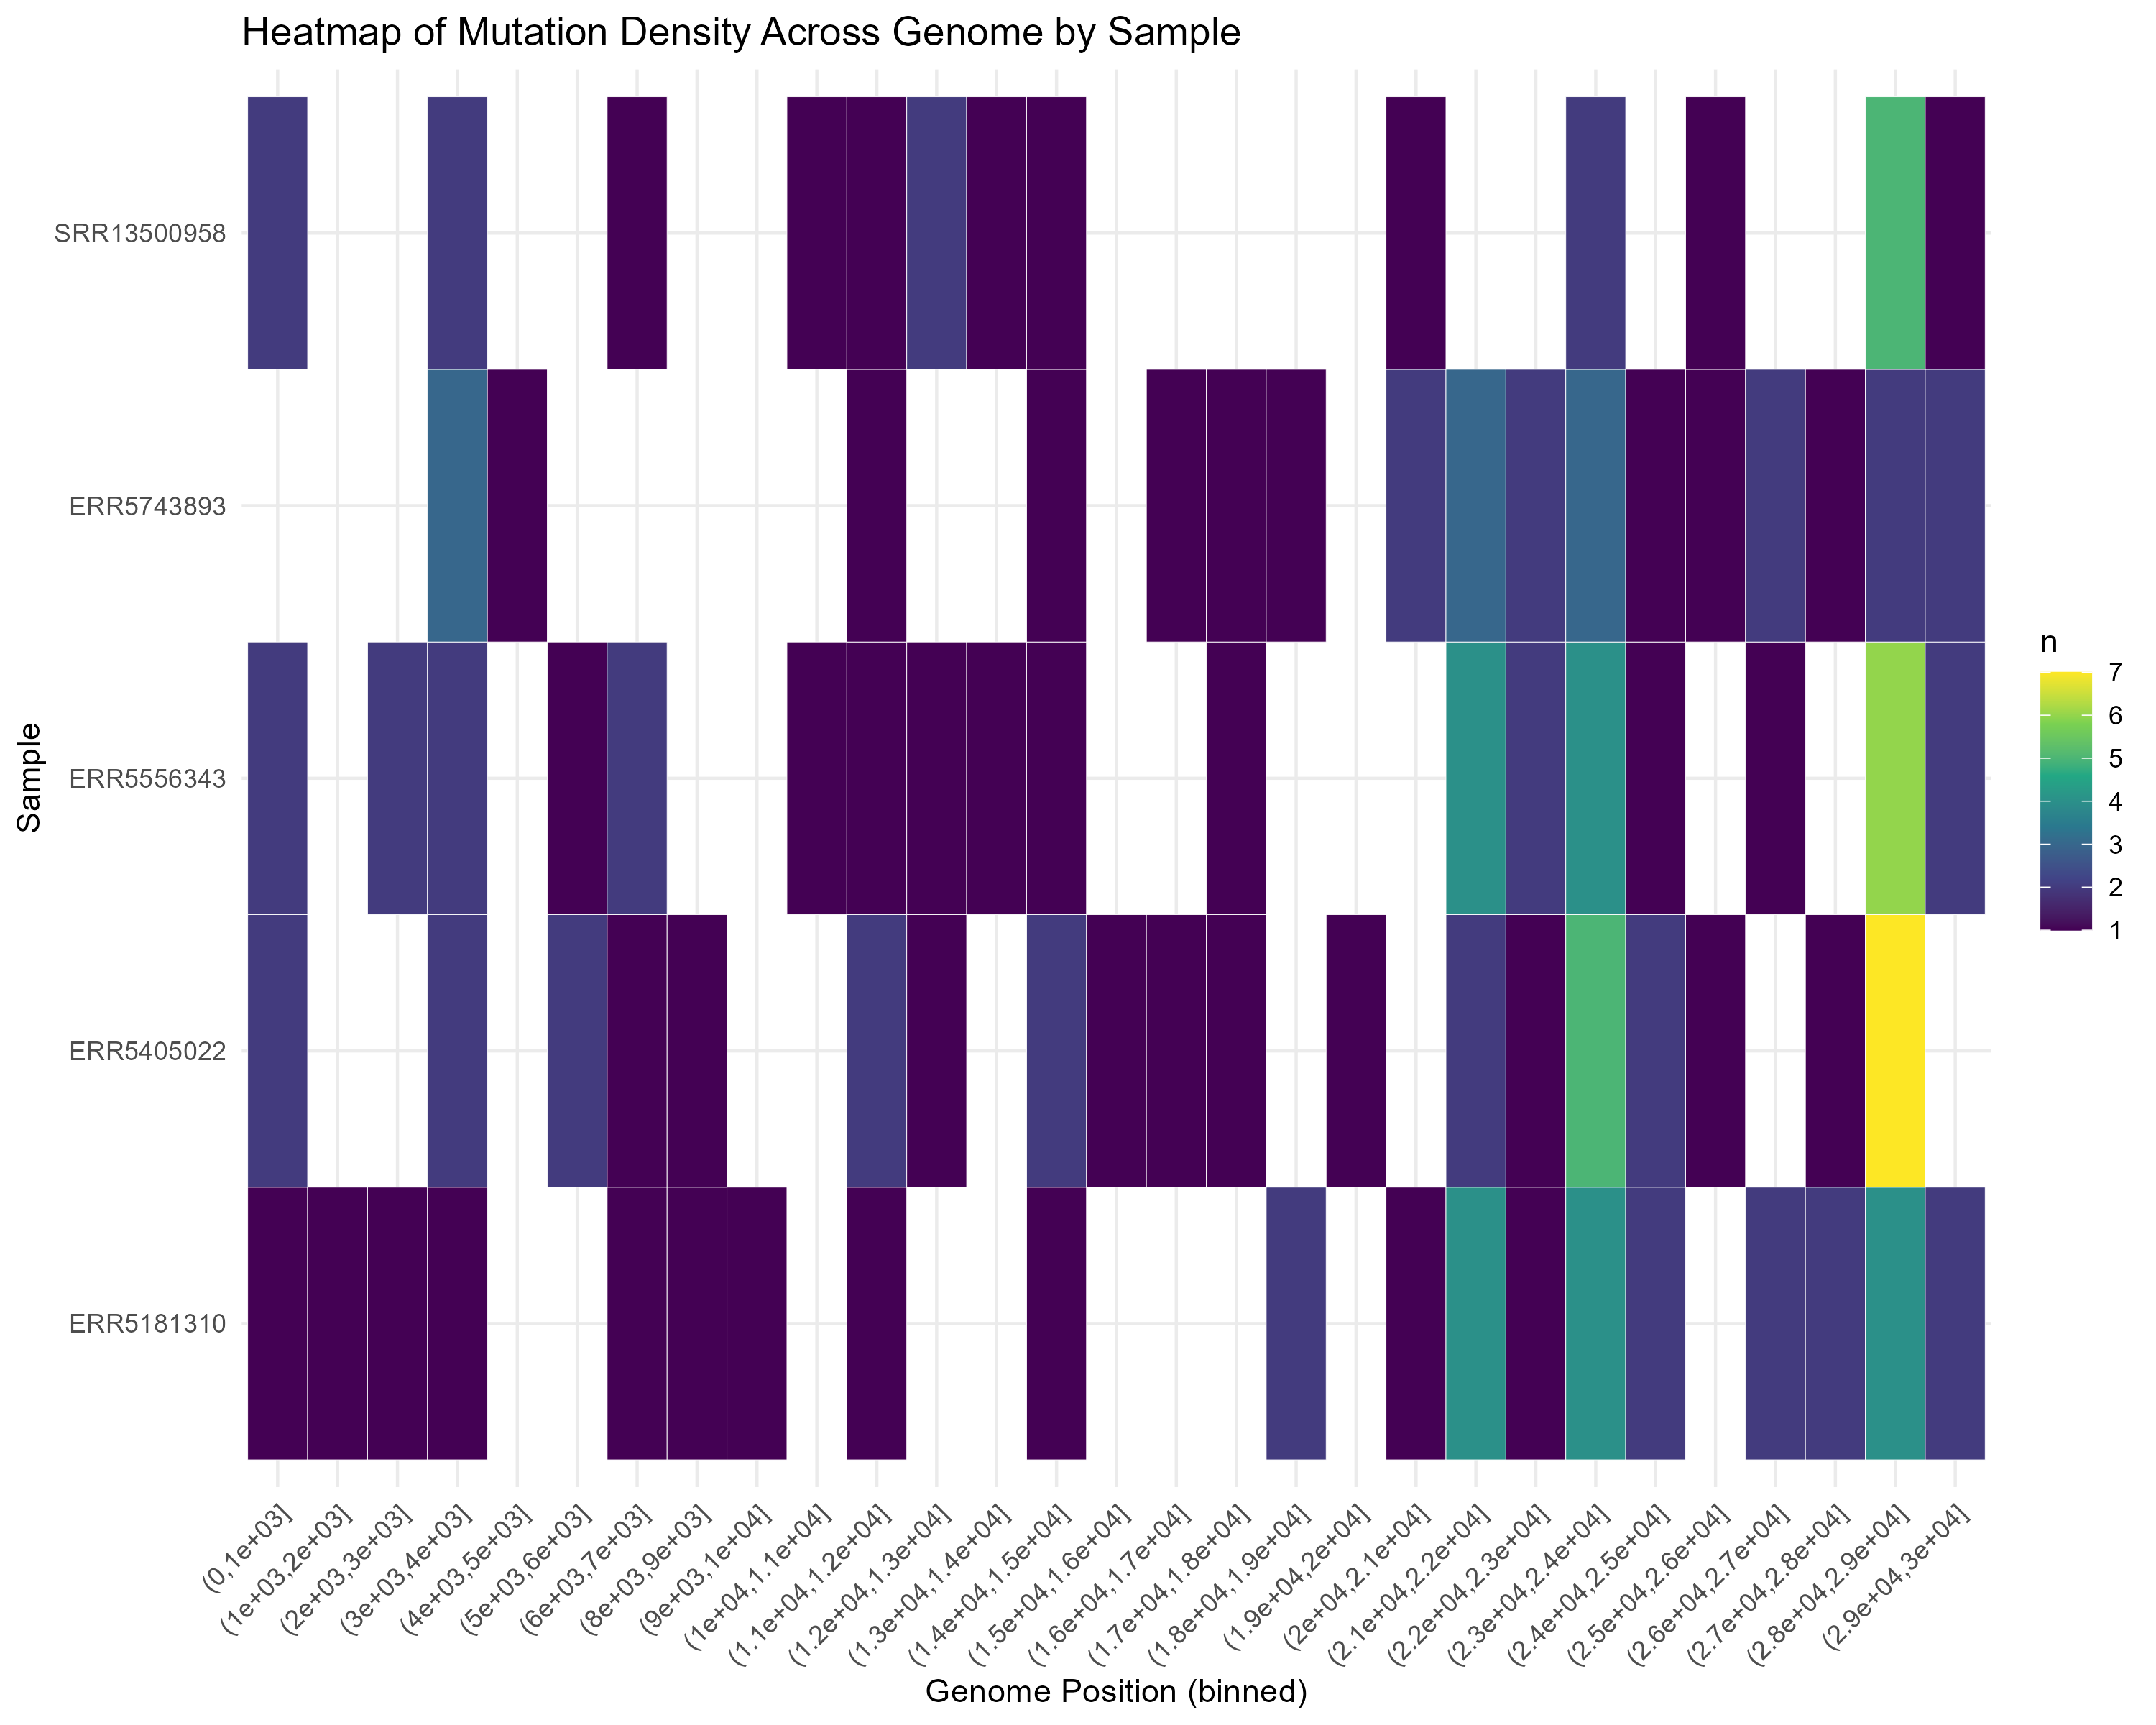 Heatmap of Mutation Density Across Genome by Sample
Sample
SRR13500958
ERR5743893
ERR5556343
ERR5405022
ERR5181310
n
7
6
5
4
3
2
1
(0,1e+03]
(1e+03,2e+03]
(2e+03,3e+03]
(3e+03,4e+03]
(4e+03,5e+03]
(5e+03,6e+03]
(6e+03,7e+03]
(8e+03,9e+03]
(9e+03,1e+04]
(1e+04,1.1e+04]
(1.1e+04,1.2e+04]
(1.2e+04,1.3e+04]
(1.3e+04,1.4e+04]
(1.4e+04,1.5e+04]
(1.5e+04,1.6e+04]
(1.6e+04,1.7e+04]
(1.7e+04,1.8e+04]
(1.8e+04,1.9e+04]
(1.9e+04,2e+04]
(2e+04,2.1e+04]
(2.1e+04,2.2e+04]
(2.2e+04,2.3e+04]
(2.3e+04,2.4e+04]
(2.4e+04,2.5e+04]
(2.5e+04,2.6e+04]
(2.6e+04,2.7e+04]
(2.7e+04,2.8e+04]
(2.8e+04,2.9e+04]
(2.9e+04,3e+04]
Genome Position (binned)